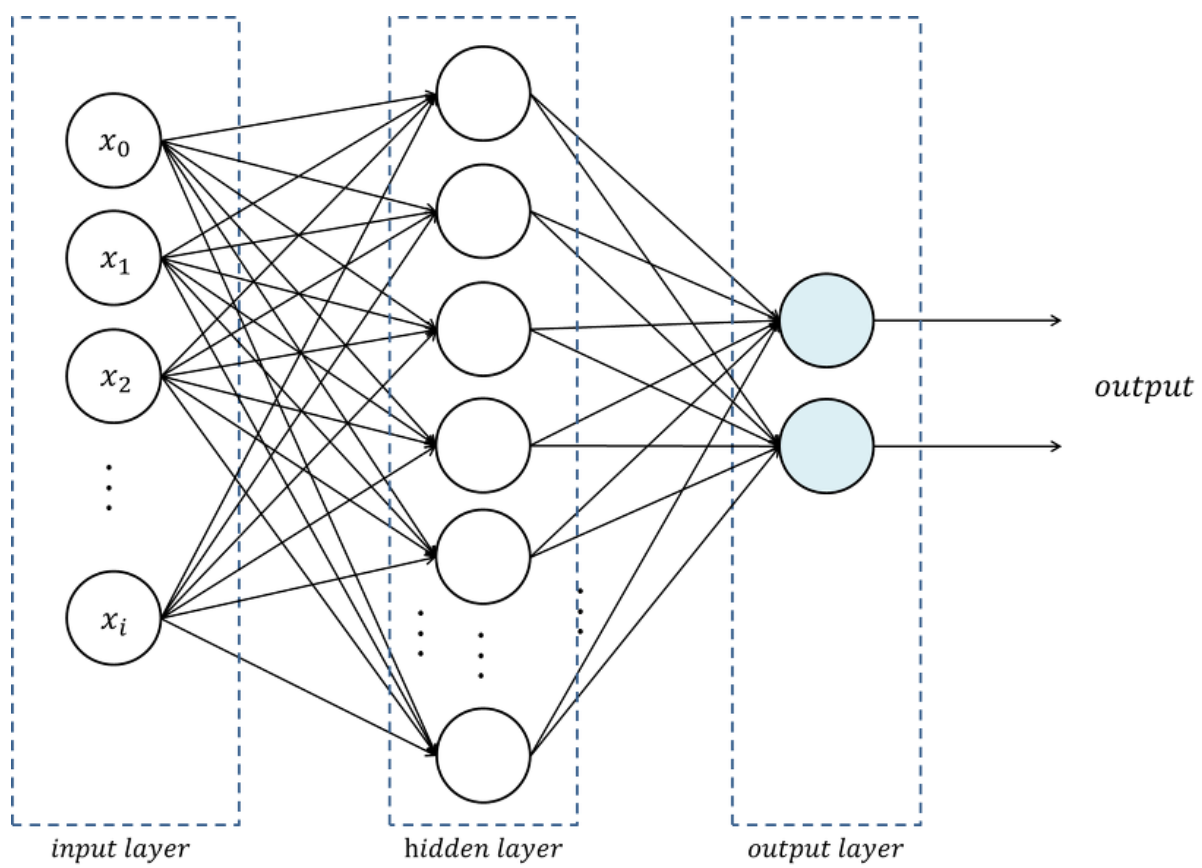 x₀
x₁
x₂
xᵢ
output
input layer
hidden layer
output layer